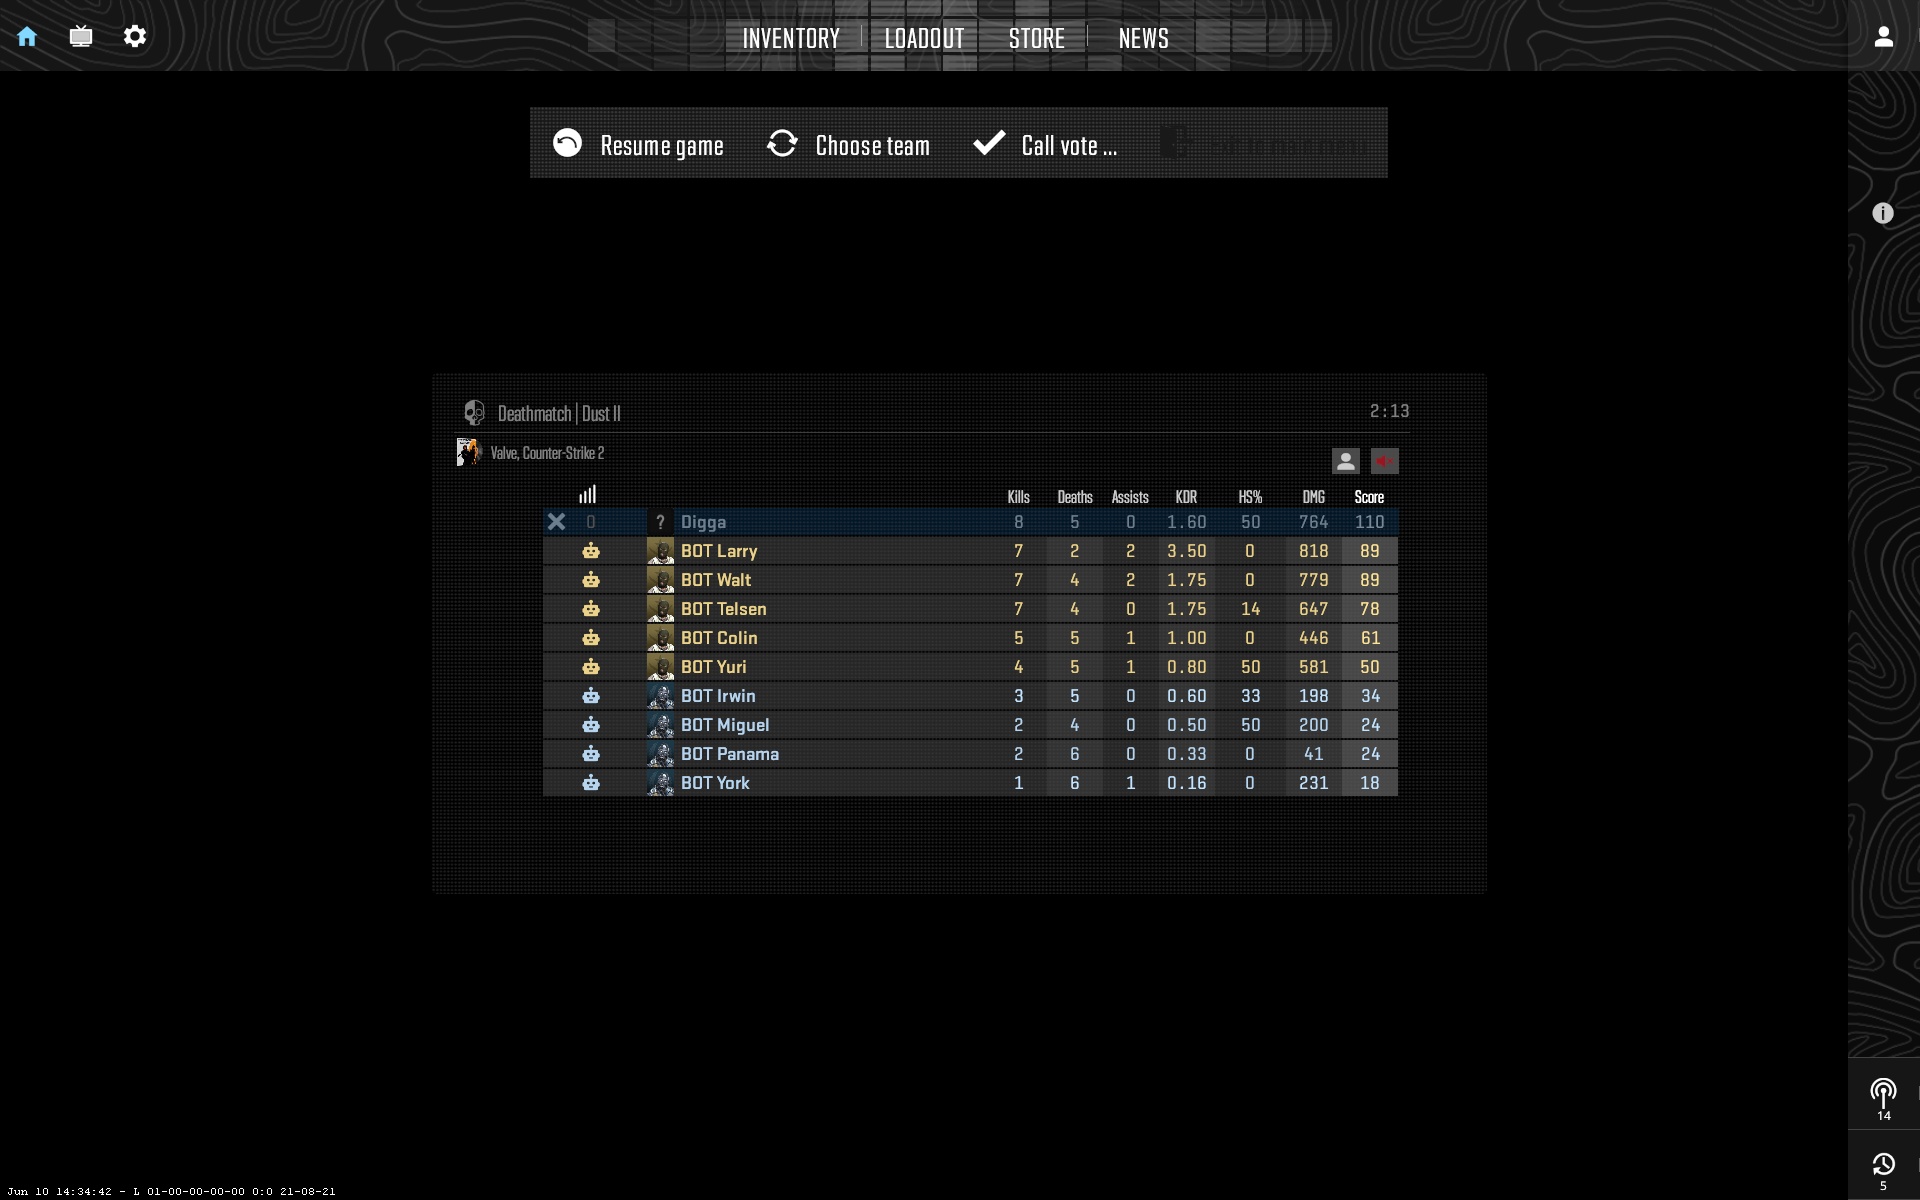 INVENTORY LOADOUT STORE NEWS
Resume game Choose team Call vote ...
Deathmatch | Dust II 2:13
Valve, Counter-Strike 2
Kills Deaths Assists KDR HS% DMG Score
0 ? Digga 8 5 0 1.60 50 764 110
BOT Larry 7 2 2 3.50 0 818 89
BOT Walt 7 4 2 1.75 0 779 89
BOT Telsen 7 4 0 1.75 14 647 78
BOT Colin 5 5 1 1.00 0 446 61
BOT Yuri 4 5 1 0.80 50 581 50
BOT Irwin 3 5 0 0.60 33 198 34
BOT Miguel 2 4 0 0.50 50 200 24
BOT Panama 2 6 0 0.33 0 41 24
BOT York 1 6 1 0.16 0 231 18
14
5
Jun 10 14:34:42 - L 01-00-00-00-00 0:0 21-08-21